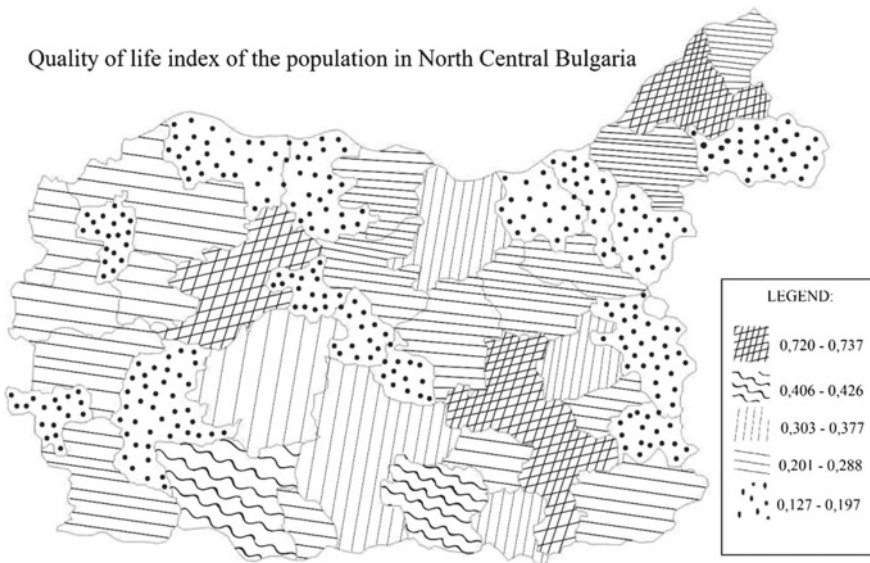 Quality of life index of the population in North Central Bulgaria
LEGEND:
0,720 - 0,737
0,406 - 0,426
0,303 - 0,377
0,201 - 0,288
0,127 - 0,197